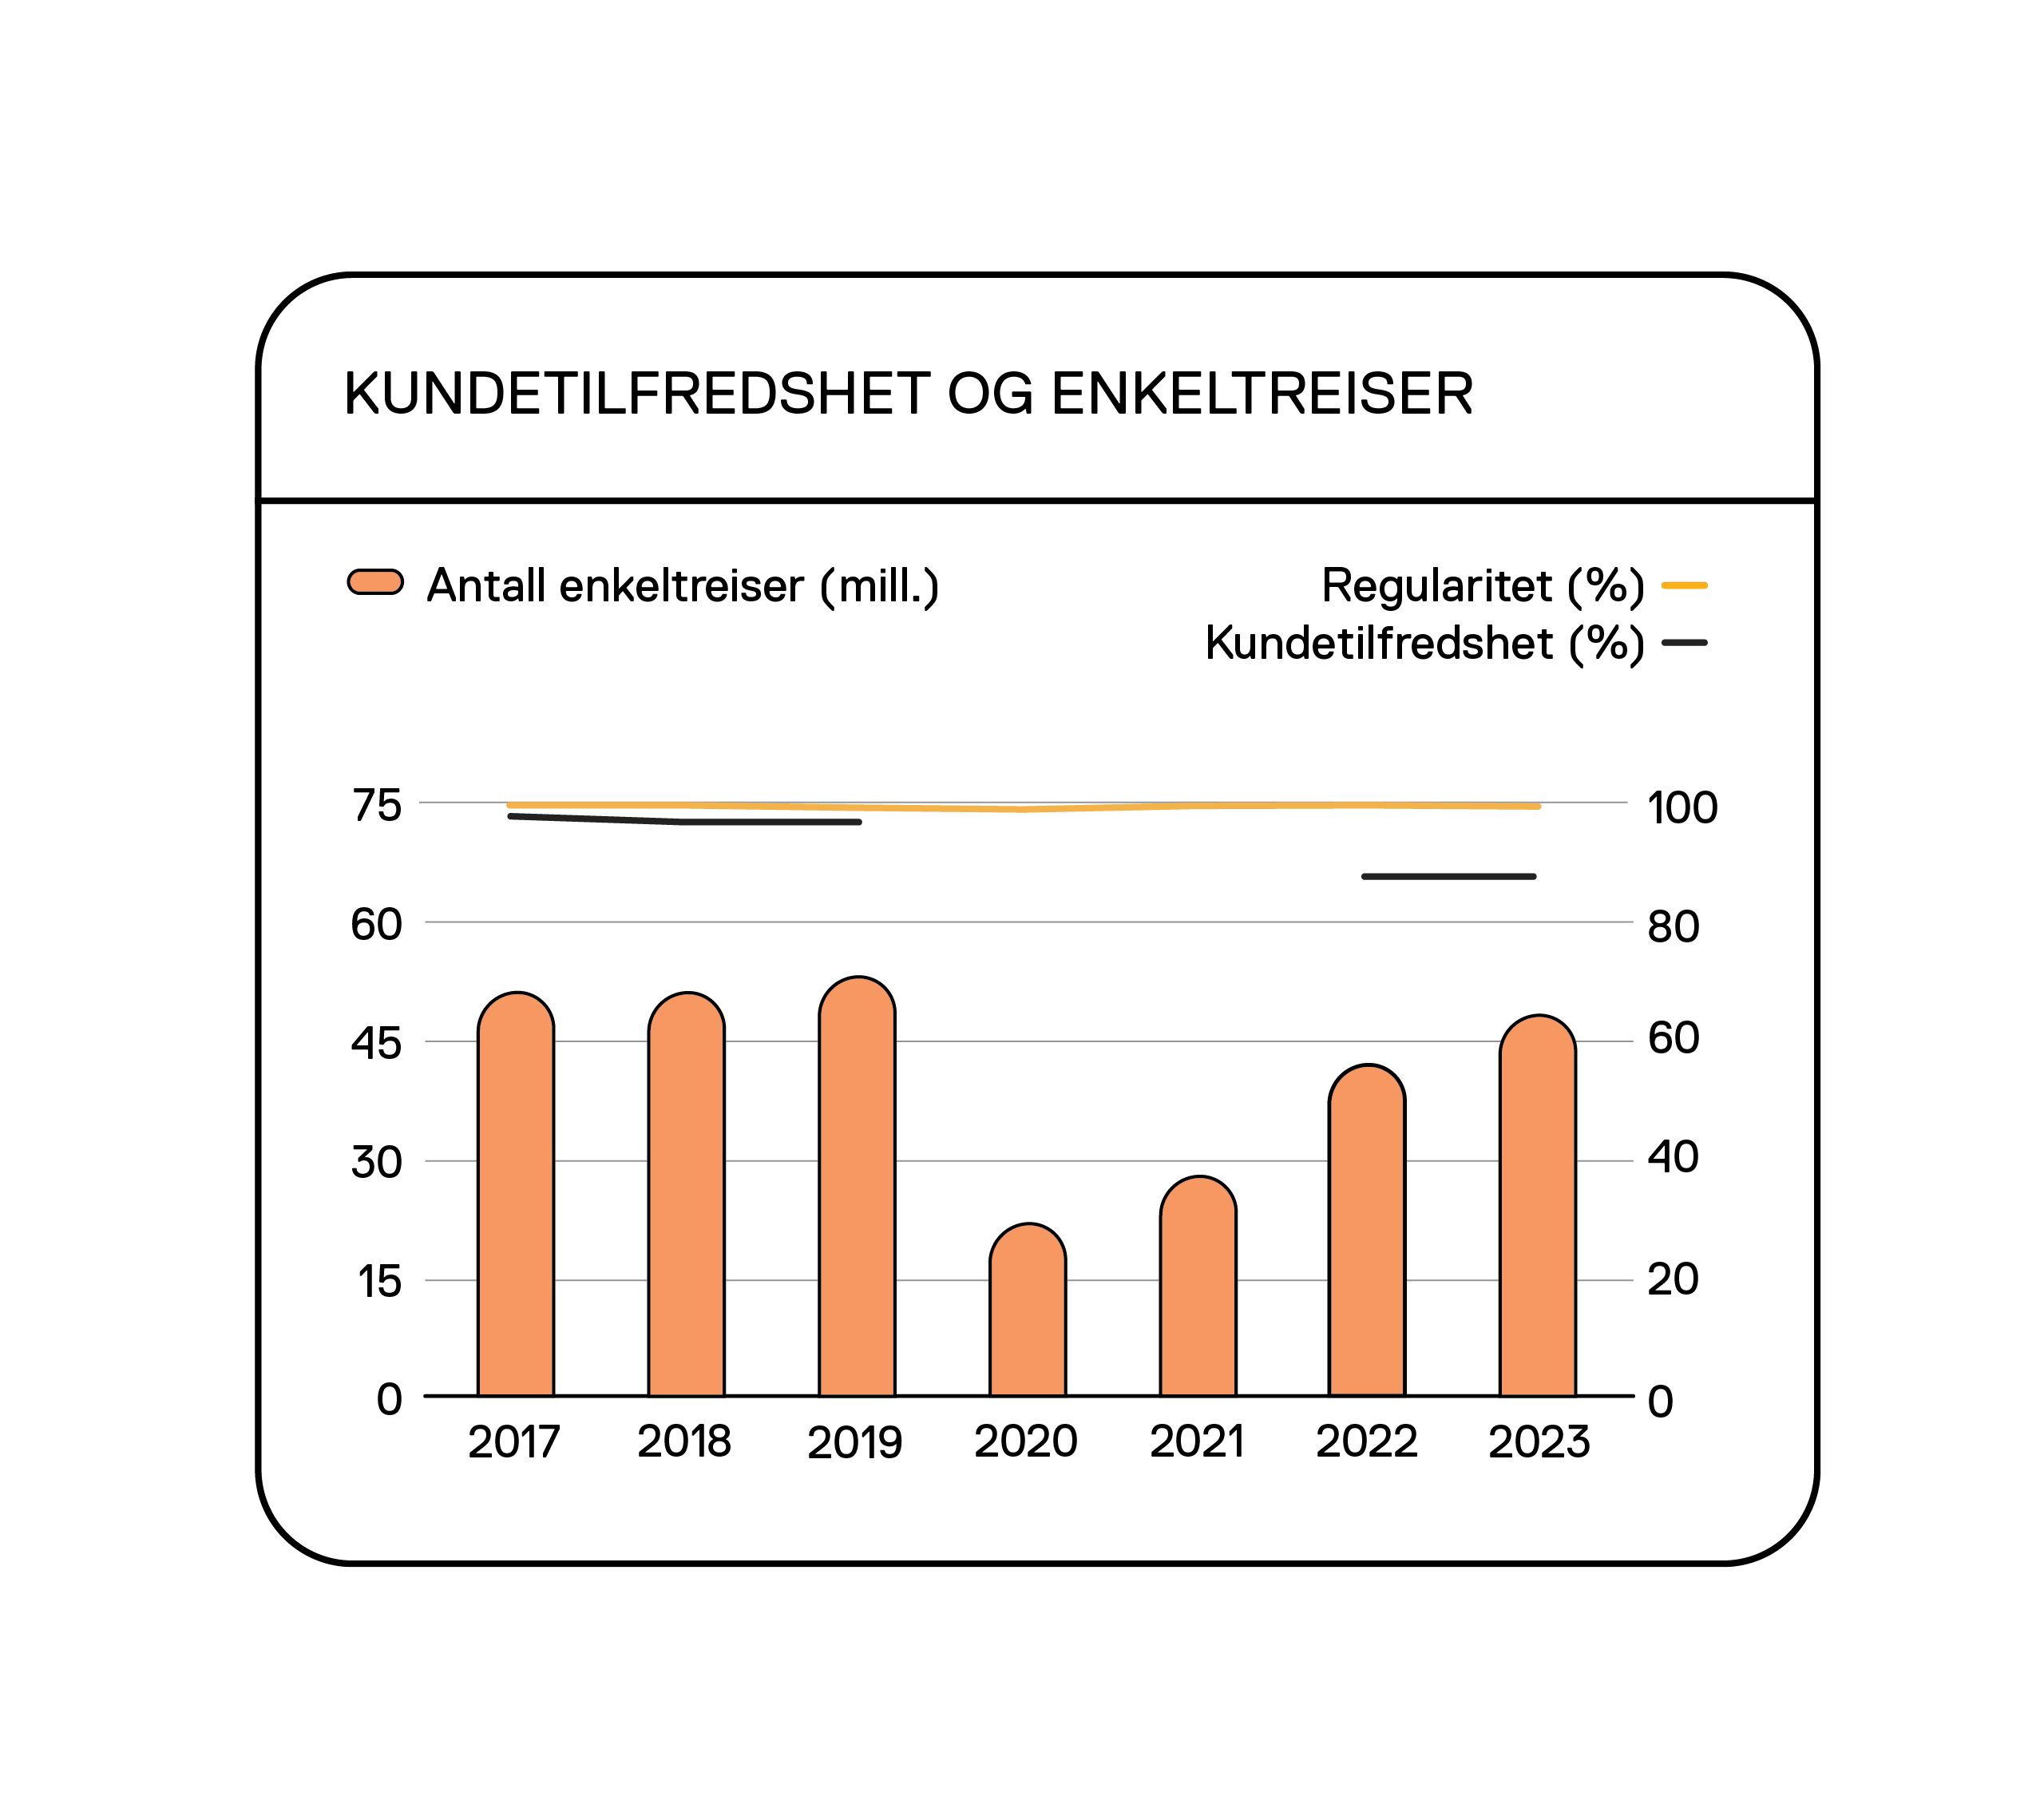 KUNDETILFREDSHET OG ENKELTREISER
Antall enkeltreiser (mill.)
Regularitet (%)
Kundetilfredshet (%)
75 100
60 80
45 60
30 40
15 20
0 0
2017 2018 2019 2020 2021 2022 2023